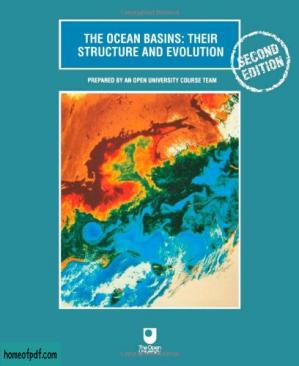 THE OCEAN BASINS: THEIR
STRUCTURE AND EVOLUTION
SECOND
EDITION
PREPARED BY AN OPEN UNIVERSITY COURSE TEAM
The Open
University
homeofpdf.com